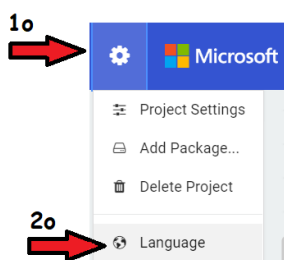 1o
Microsoft
Project Settings
Add Package...
Delete Project
2o
Language